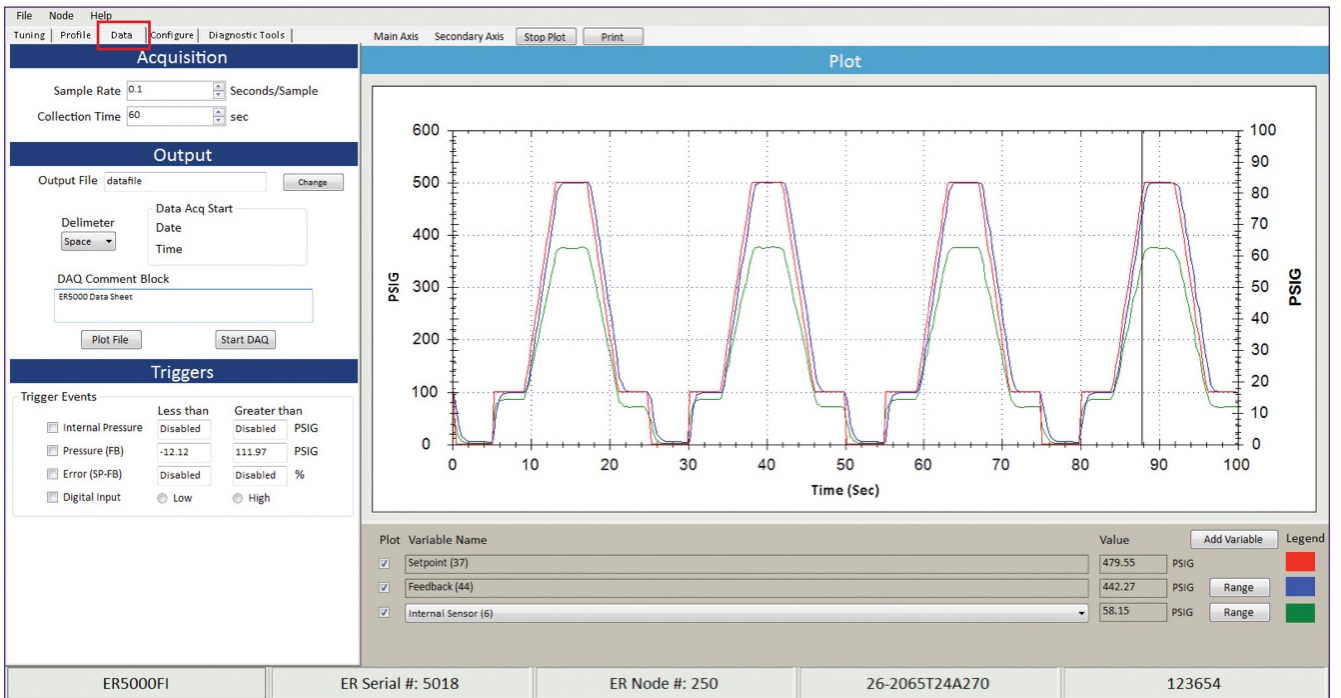 File Node Help
Tuning Profile Data Configure Diagnostic Tools
Main Axis Secondary Axis Stop Plot Print
Acquisition
Sample Rate 0.1 Seconds/Sample
Collection Time 60 sec
Output
Output File datafile Change
Delimeter
Space
Data Acq Start
Date
Time
DAQ Comment Block
ER5000 Data Sheet
Plot File Start DAQ
Triggers
Trigger Events
Less than Greater than
Internal Pressure Disabled Disabled PSIG
Pressure (FB) -12.12 111.97 PSIG
Error (SP-FB) Disabled Disabled %
Digital Input Low High
Plot
600
500
400
300
200
100
0
PSIG
100
90
80
70
60
50
40
30
20
10
0
PSIG
0 10 20 30 40 50 60 70 80 90 100
Time (Sec)
Plot Variable Name Value Add Variable Legend
Setpoint (37) 479.55 PSIG
Feedback (44) 442.27 PSIG Range
Internal Sensor (6) 58.15 PSIG Range
ER5000FI ER Serial #: 5018 ER Node #: 250 26-2065T24A270 123654